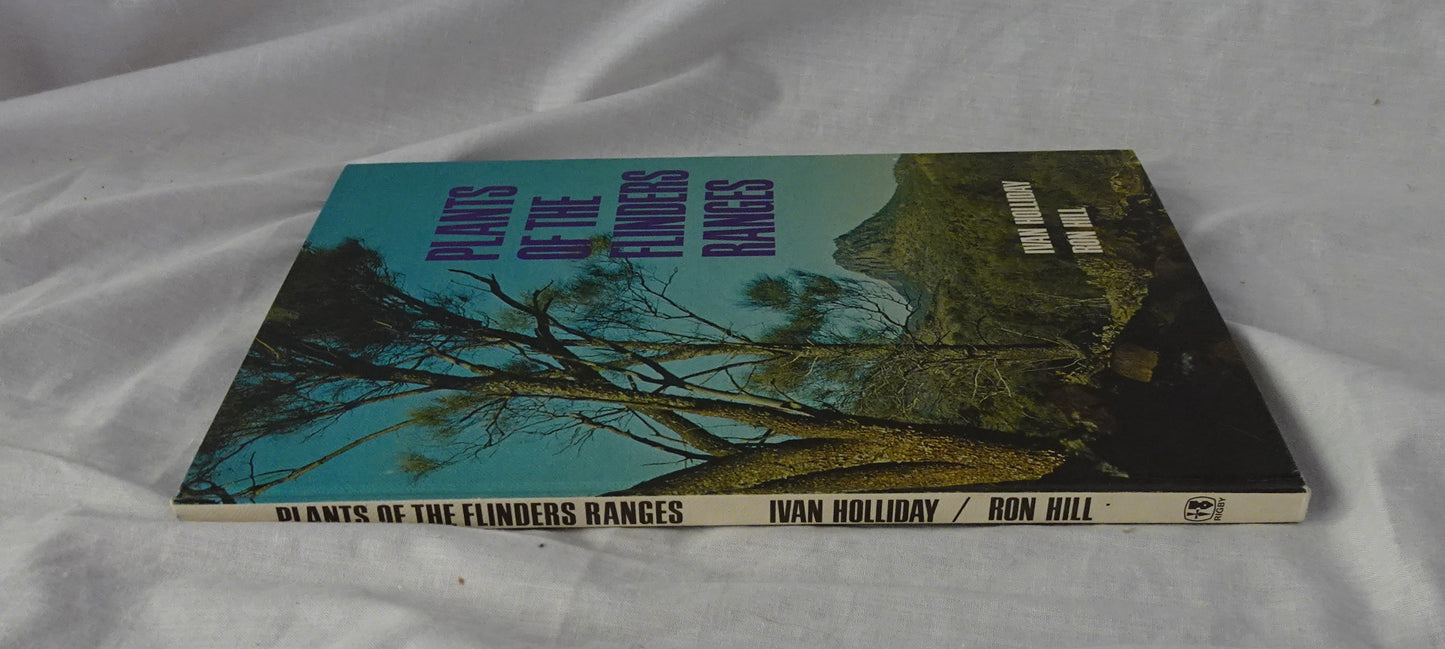 PLANTS
OF THE
FLINDERS
RANGES
IVAN HOLLIDAY
RON HILL
PLANTS OF THE FLINDERS RANGES IVAN HOLLIDAY / RON HILL RIGBY